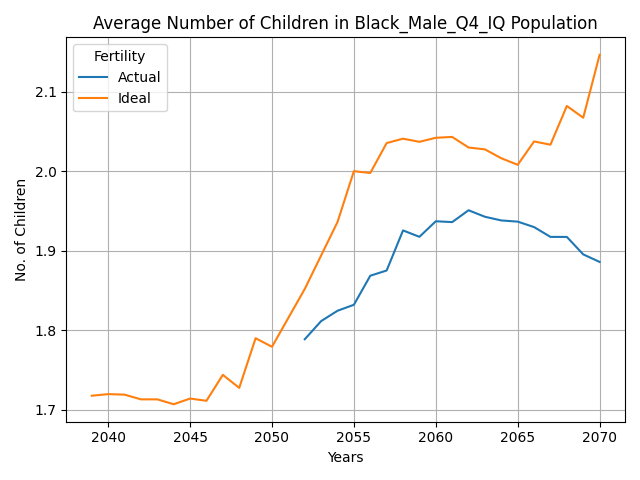 Average Number of Children in Black_Male_Q4_IQ Population
Fertility
Actual
Ideal
No. of Children
2.1
2.0
1.9
1.8
1.7
2040 2045 2050 2055 2060 2065 2070
Years